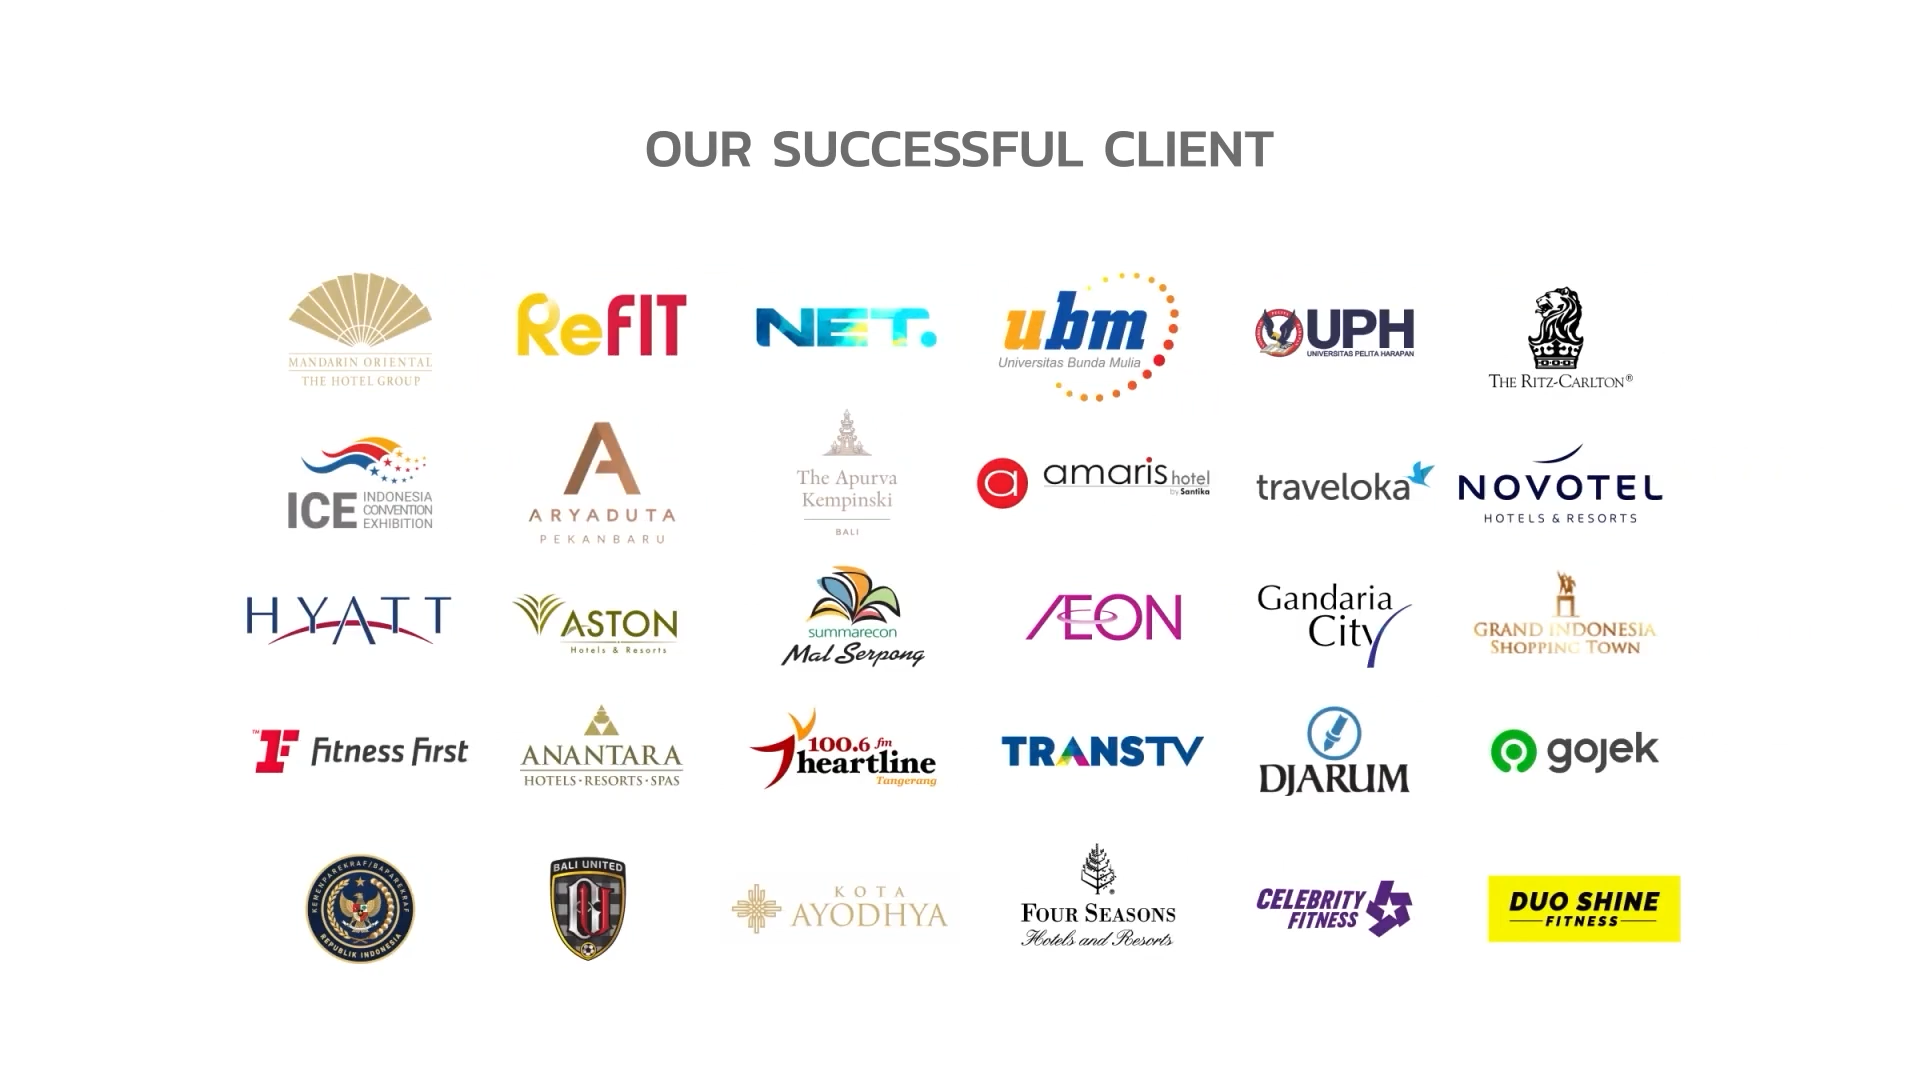 OUR SUCCESSFUL CLIENT
MANDARIN ORIENTAL
THE HOTEL GROUP
ReFIT
NET.
ubm
Universitas Bunda Mulia
UPH
UNIVERSITAS PELITA HARAPAN
THE RITZ-CARLTON®
ICE INDONESIA
CONVENTION
EXHIBITION
ARYADUTA
PEKANBARU
The Apurva
Kempinski
BALI
a amaris hotel
by Santika
traveloka
NOVOTEL
HOTELS & RESORTS
HYATT
ASTON
Hotels & Resorts
summarecon
Mal Serpong
ÆON
Gandaria
City
GRAND INDONESIA
SHOPPING TOWN
™ Fitness First
ANANTARA
HOTELS·RESORTS·SPAS
100.6 fm
heartline
Tangerang
TRANSTV
DJARUM
gojek
KEMENPAREKRAF/BAPAREKRAF
REPUBLIK INDONESIA
BALI UNITED
KOTA
AYODHYA
FOUR SEASONS
Hotels and Resorts
CELEBRITY
FITNESS
DUO SHINE
FITNESS